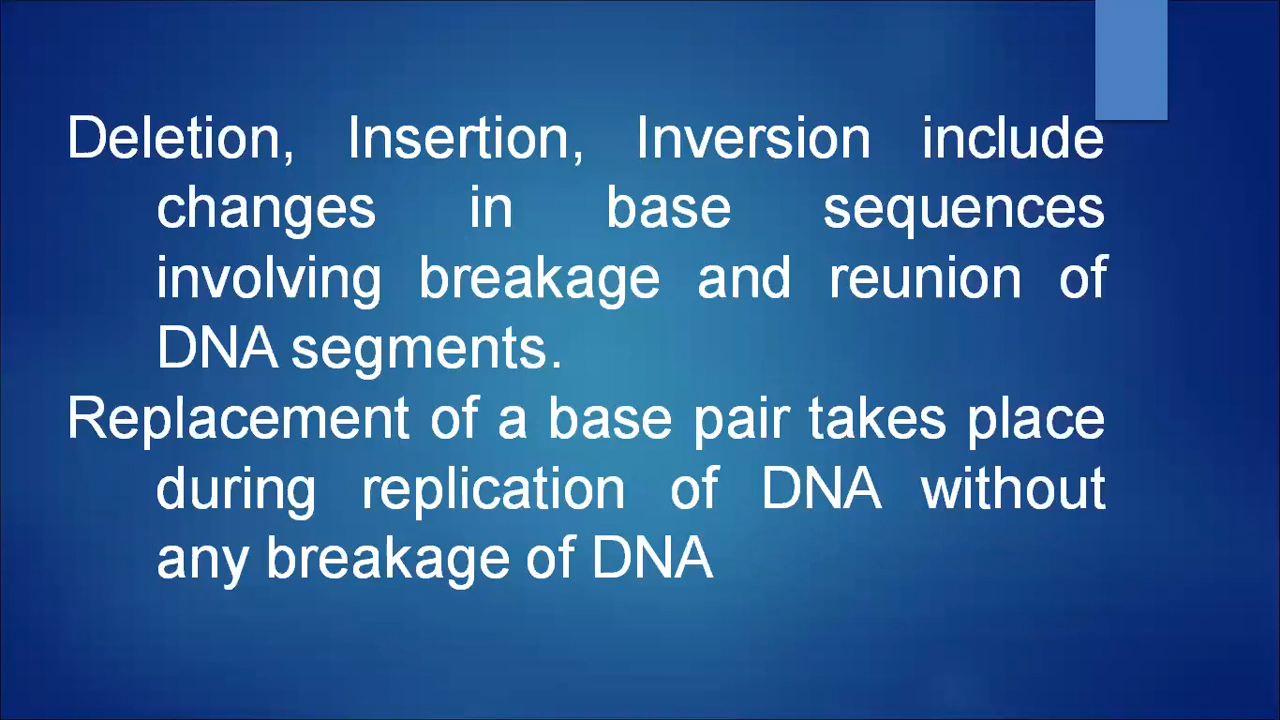 Deletion, Insertion, Inversion include
changes in base sequences
involving breakage and reunion of
DNA segments.
Replacement of a base pair takes place
during replication of DNA without
any breakage of DNA